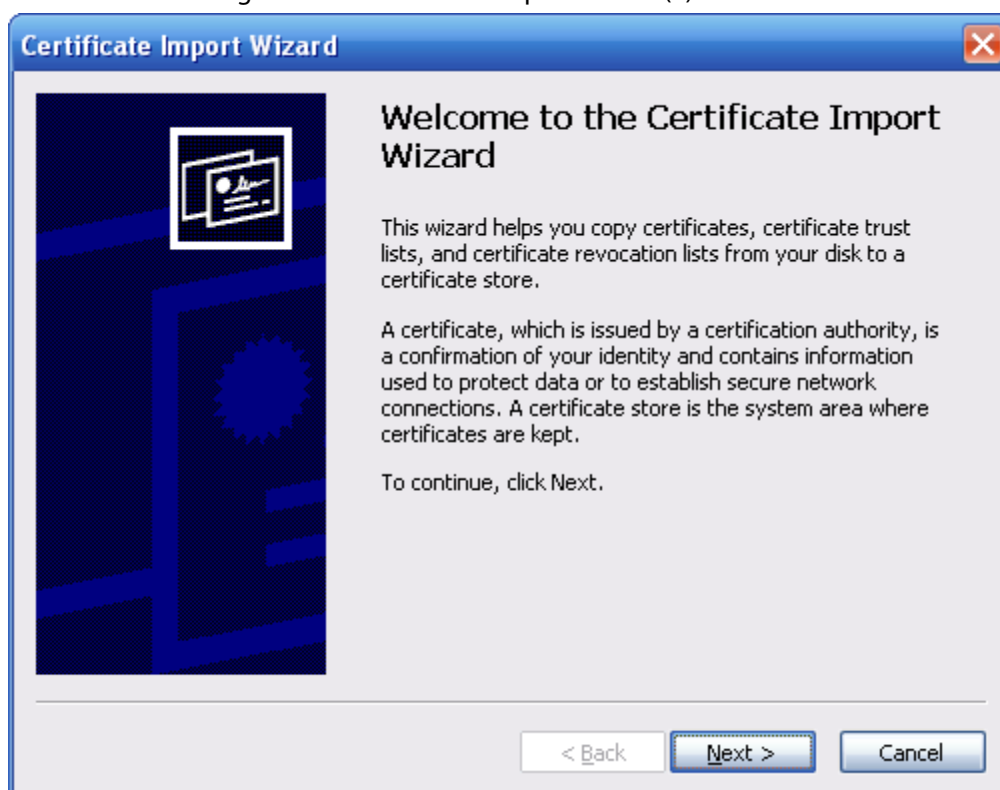 Certificate Import Wizard
Welcome to the Certificate Import
Wizard
This wizard helps you copy certificates, certificate trust
lists, and certificate revocation lists from your disk to a
certificate store.
A certificate, which is issued by a certification authority, is
a confirmation of your identity and contains information
used to protect data or to establish secure network
connections. A certificate store is the system area where
certificates are kept.
To continue, click Next.
< Back Next > Cancel